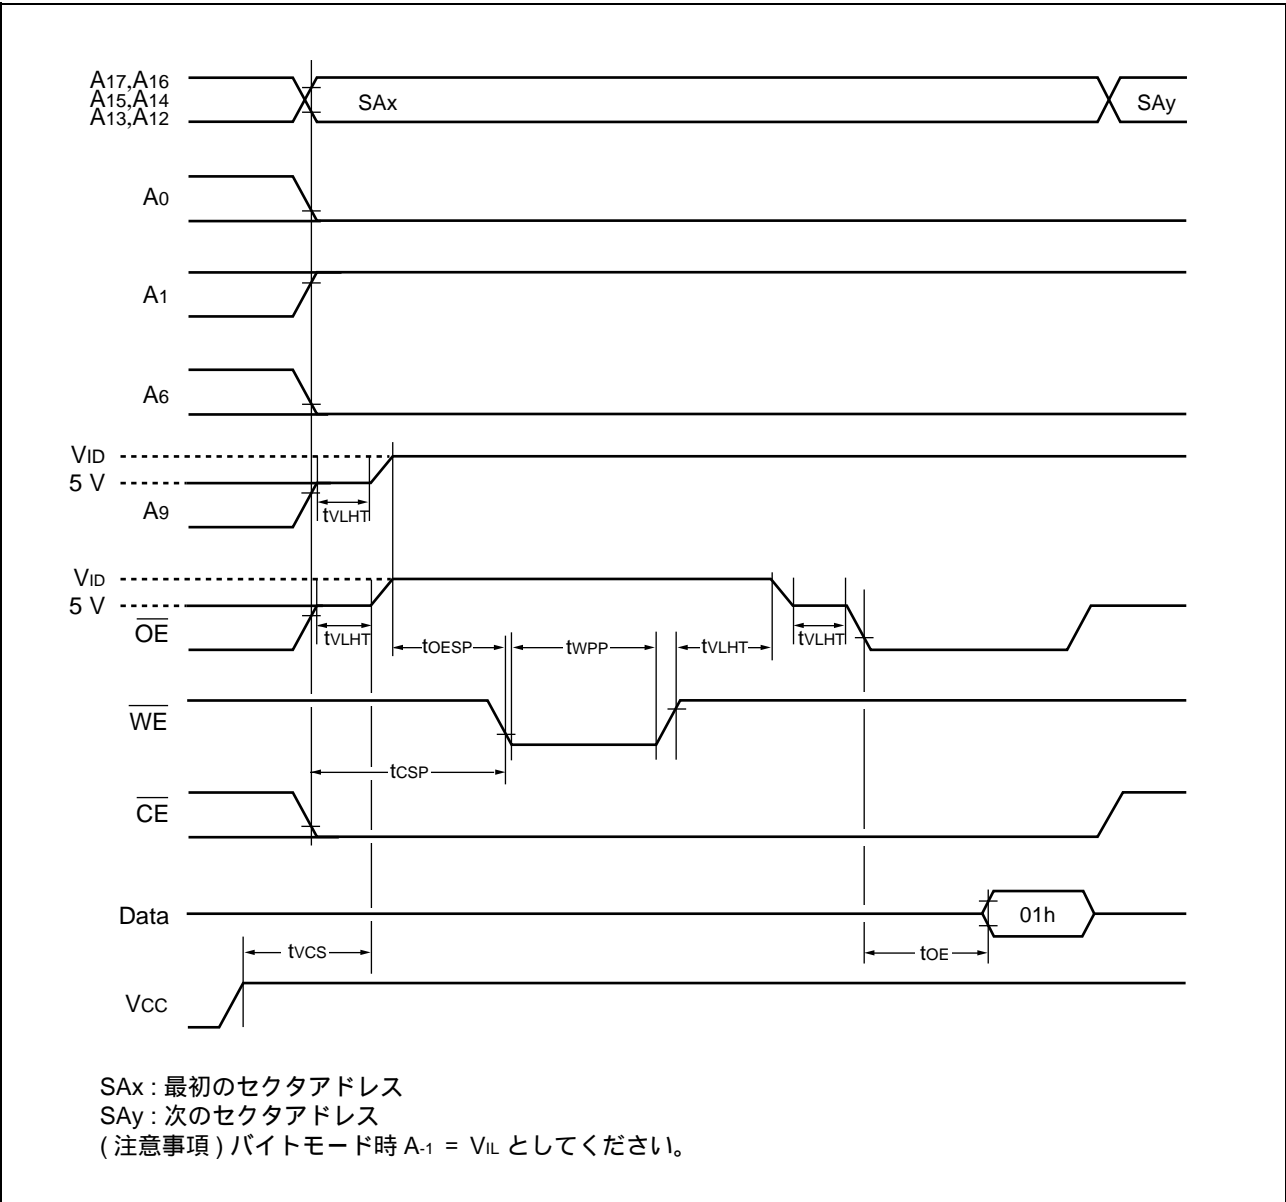 A17,A16
A15,A14
A13,A12
SAx
SAy
A0
A1
A6
VID
5 V
A9
tVLHT
VID
5 V
OE
tVLHT
tOESP
tWPP
tVLHT
tVLHT
WE
tCSP
CE
Data
01h
tVCS
tOE
VCC
SAx : 最初のセクタアドレス
SAy : 次のセクタアドレス
( 注意事項 ) バイトモード時 A-1 = VIL としてください。